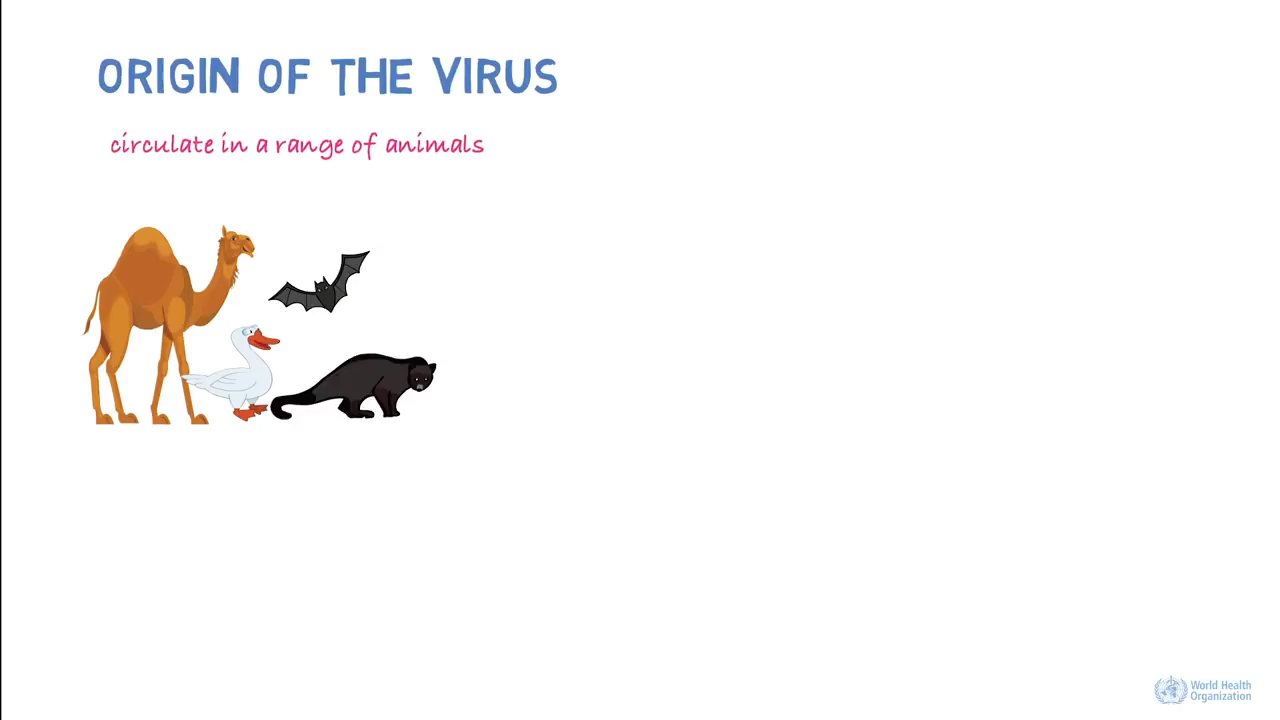 ORIGIN OF THE VIRUS
circulate in a range of animals
World Health
Organization